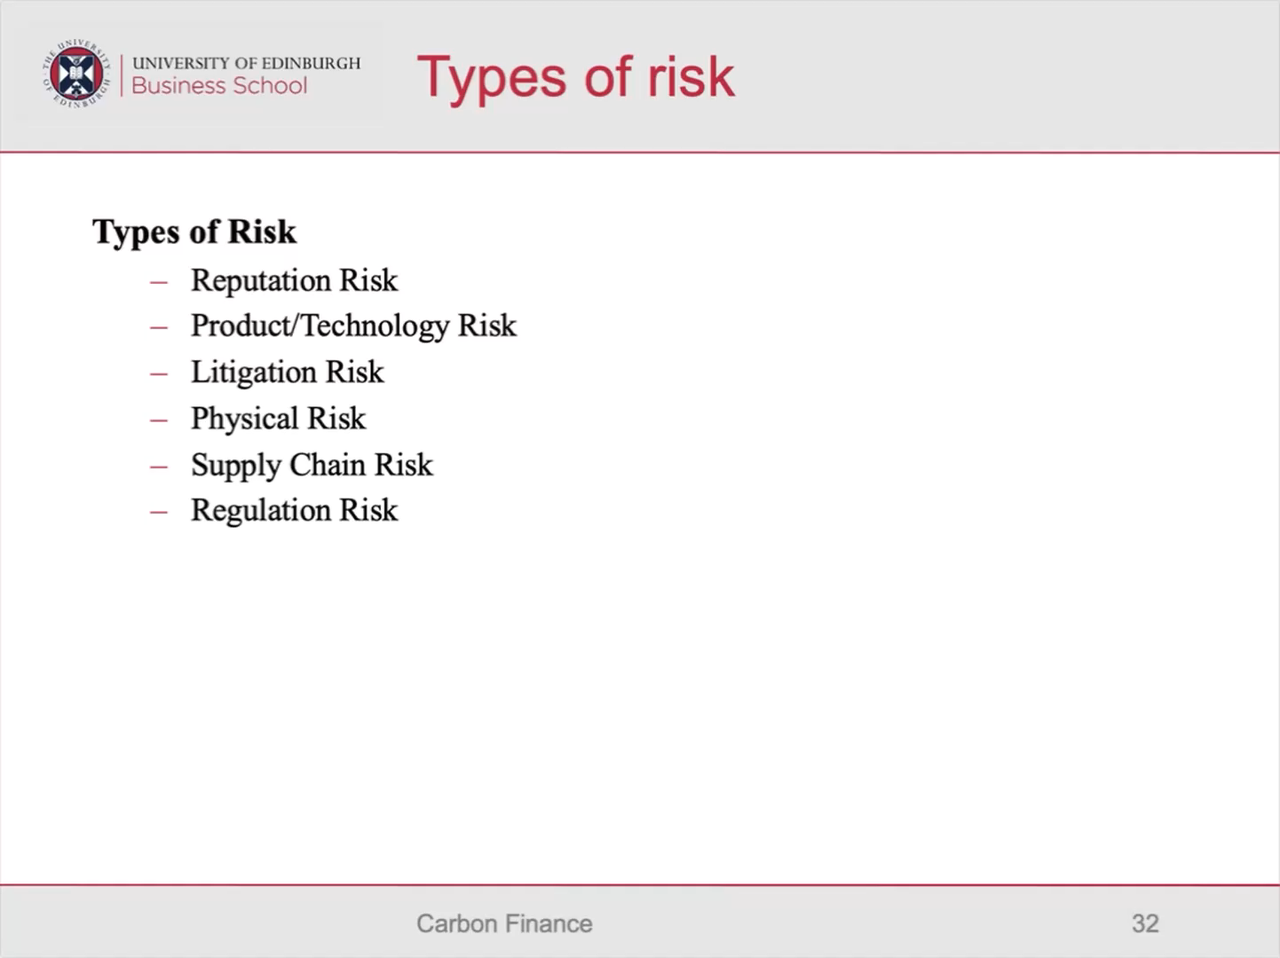 THE UNIVERSITY OF EDINBURGH
UNIVERSITY OF EDINBURGH
Business School
Types of risk
Types of Risk
– Reputation Risk
– Product/Technology Risk
– Litigation Risk
– Physical Risk
– Supply Chain Risk
– Regulation Risk
Carbon Finance
32